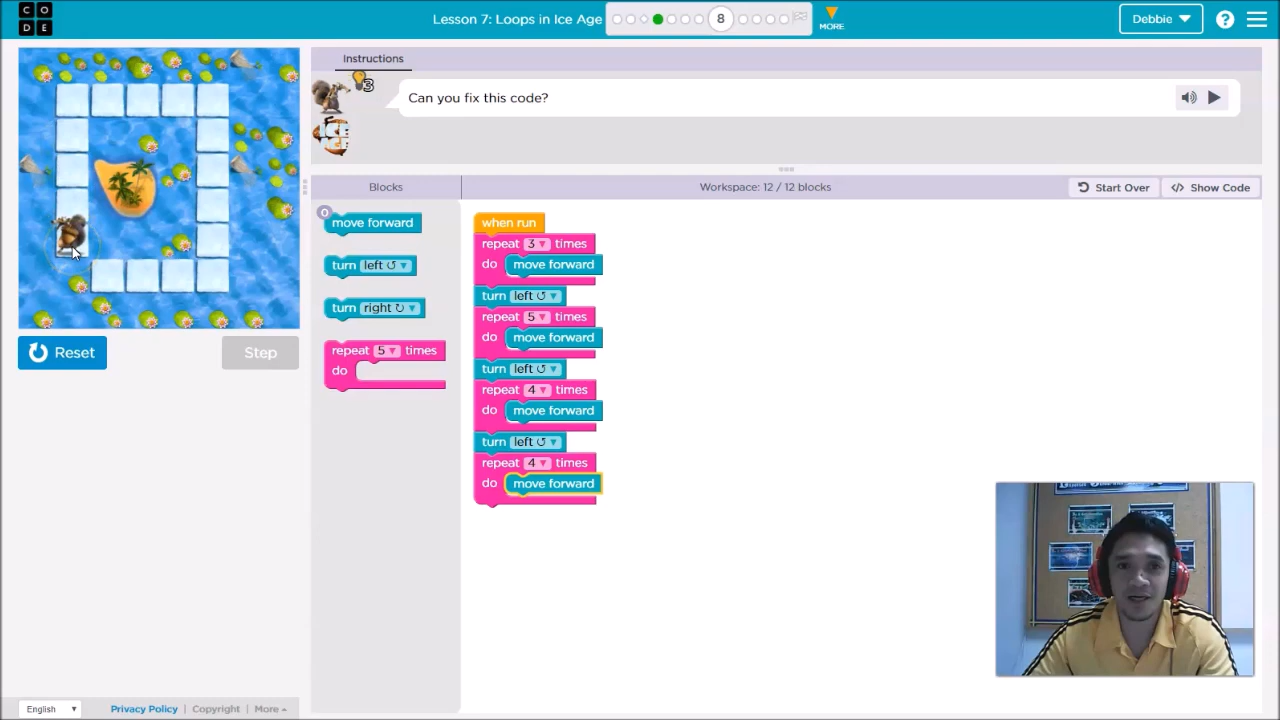 C O
D E
Lesson 7: Loops in Ice Age
8
MORE
Debbie
?
Instructions
3
Can you fix this code?
Blocks
Workspace: 12 / 12 blocks
Start Over
</> Show Code
0
move forward
turn left
turn right
repeat 5 times
do
when run
repeat 3 times
do move forward
turn left
repeat 5 times
do move forward
turn left
repeat 4 times
do move forward
turn left
repeat 4 times
do move forward
Reset
Step
English
Privacy Policy
Copyright
More